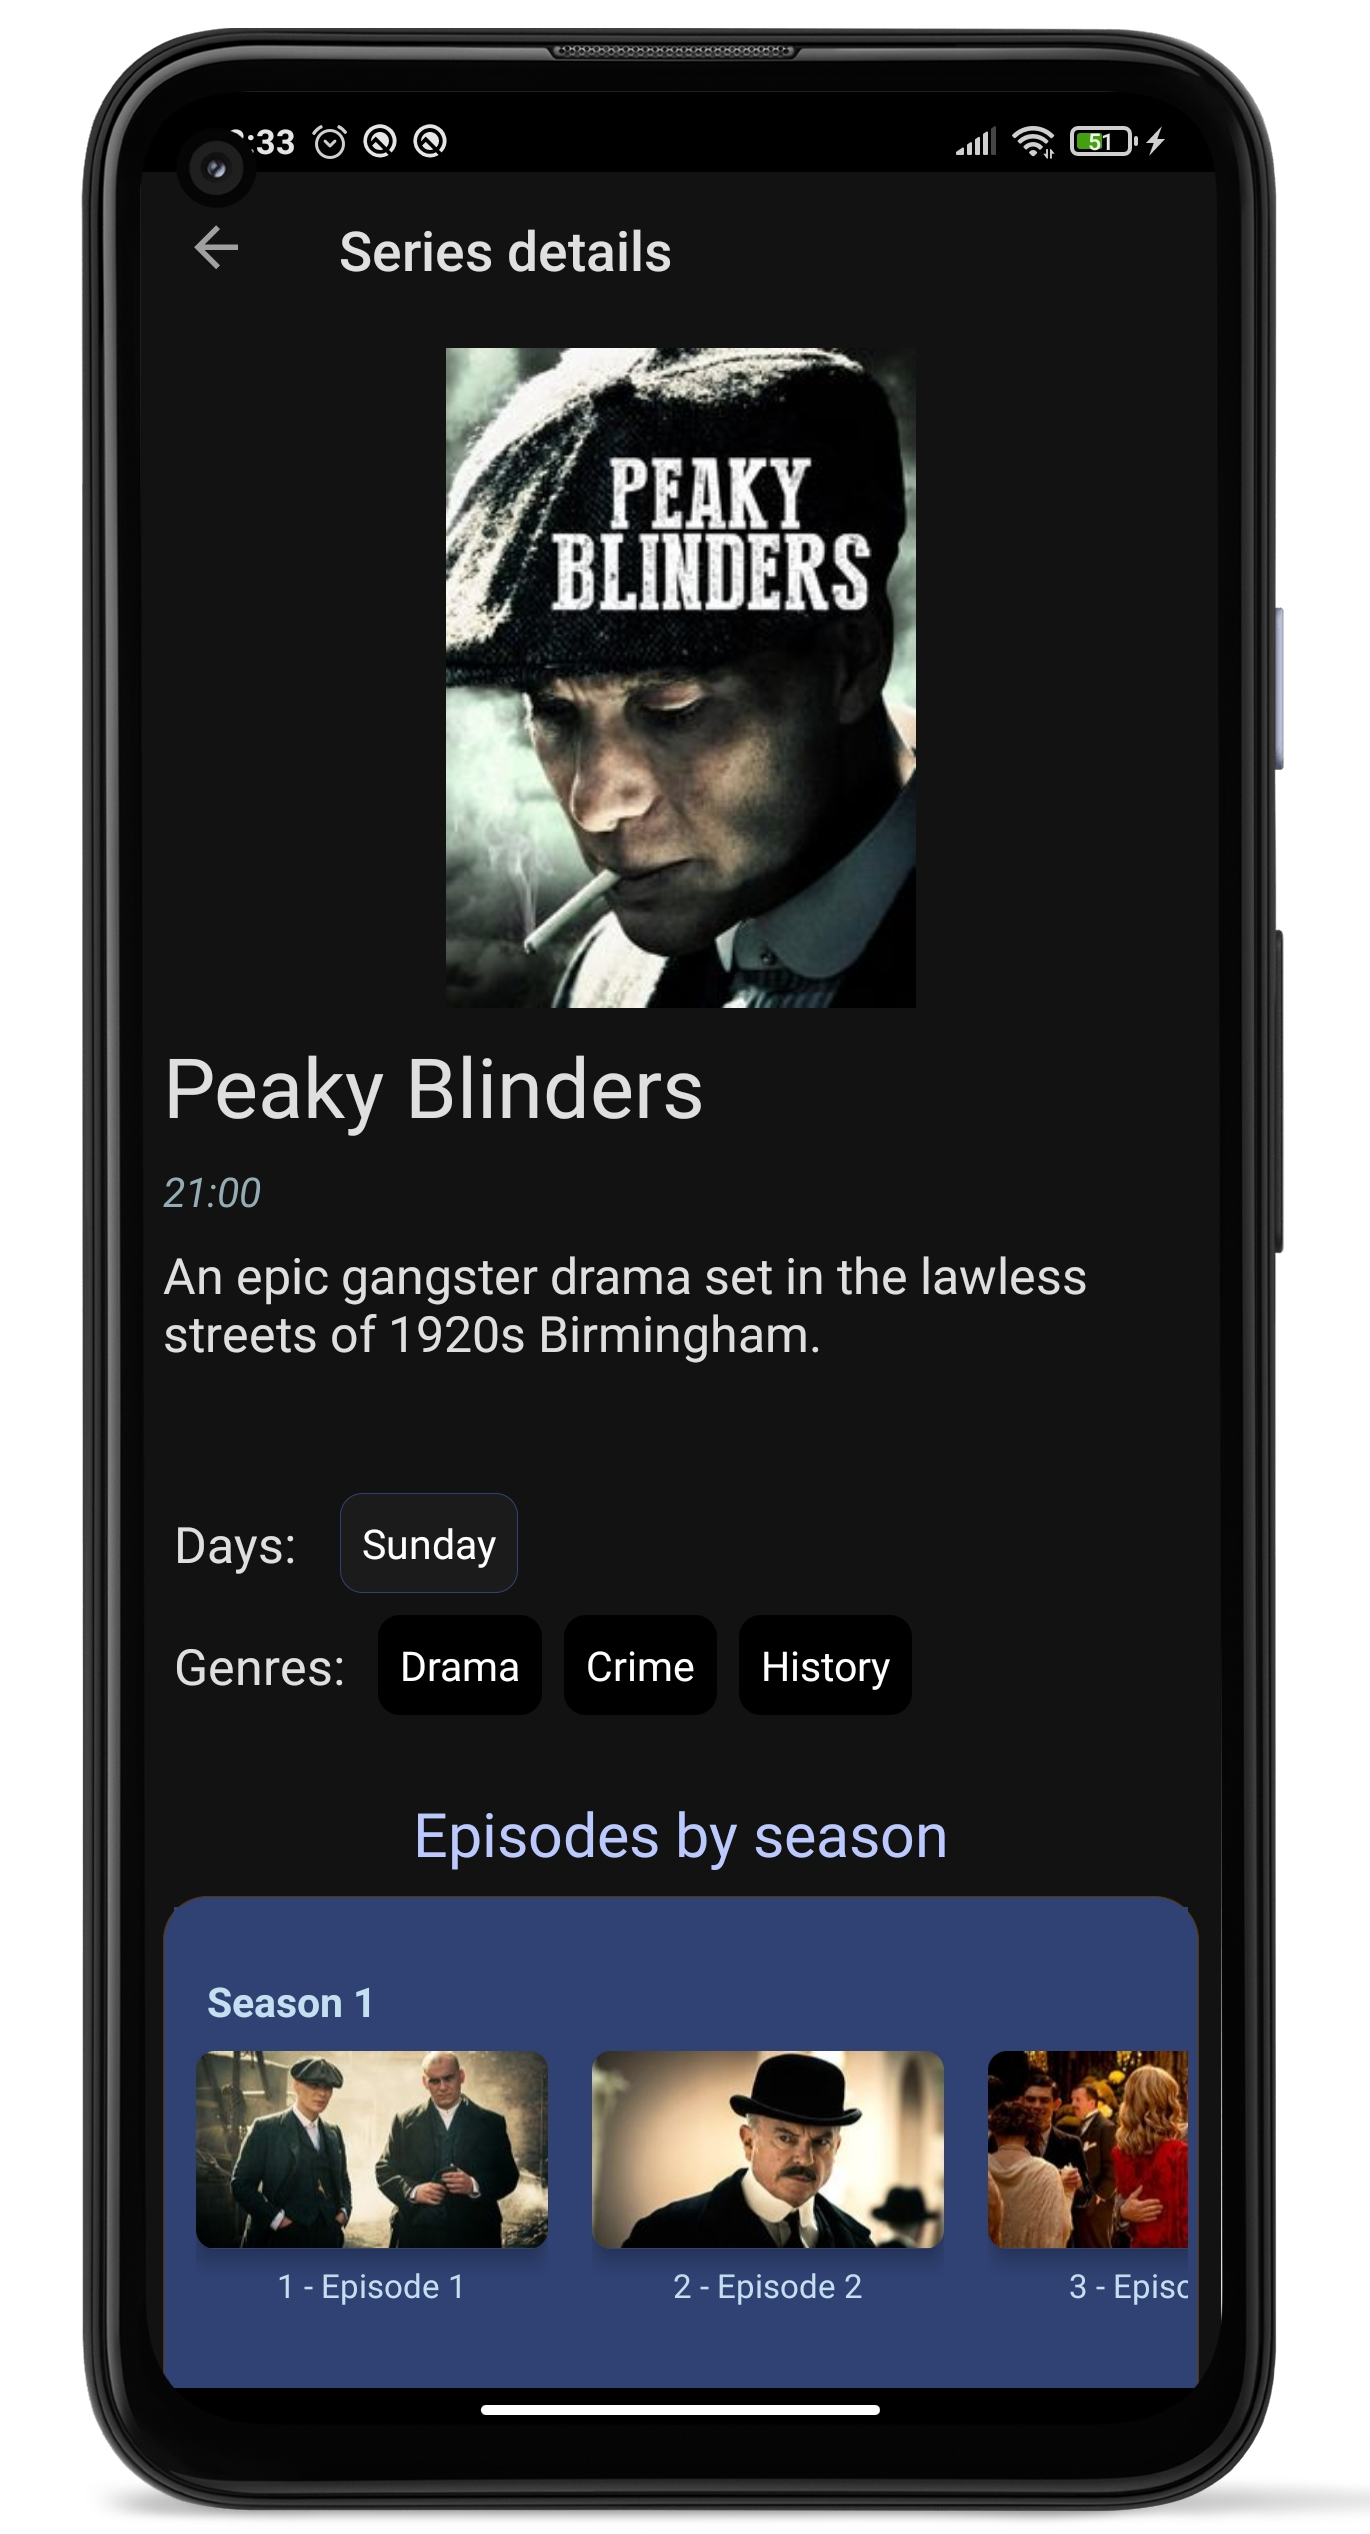 :33
51
Series details
PEAKY
BLINDERS
Peaky Blinders
21:00
An epic gangster drama set in the lawless
streets of 1920s Birmingham.
Days: Sunday
Genres: Drama Crime History
Episodes by season
Season 1
1 - Episode 1 2 - Episode 2 3 - Episo